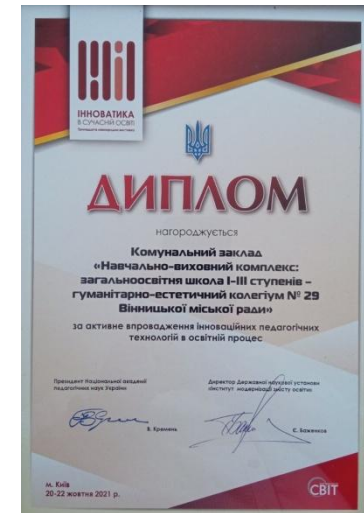 ІННОВАТИКА
В СУЧАСНІЙ ОСВІТІ
ДИПЛОМ
нагороджується
Комунальний заклад
«Навчально-виховний комплекс:
загальноосвітня школа І-ІІІ ступенів –
гуманітарно-естетичний колегіум № 29
Вінницької міської ради»
за активне впровадження інноваційних педагогічних
технологій в освітній процес
Президент Національної академії
педагогічних наук України
В. Кремень
Директор Державної наукової установи
«Інститут модернізації змісту освіти»
Є. Баженков
м. Київ
20-22 жовтня 2021 р.
СВІТ